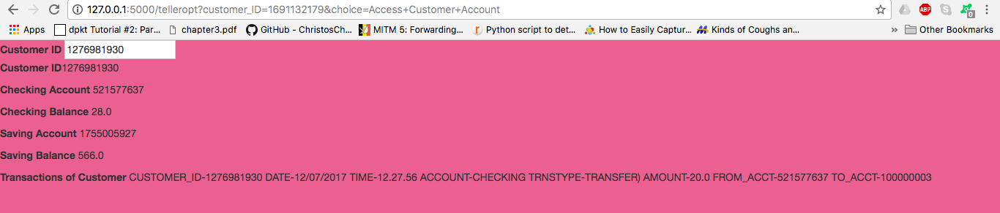 127.0.0.1:5000/telleropt?customer_ID=1691132179&choice=Access+Customer+Account
Apps dpkt Tutorial #2: Par... chapter3.pdf GitHub - ChristosCh... MITM 5: Forwarding... Python script to det... How to Easily Captur... Kinds of Coughs an... » Other Bookmarks
Customer ID 1276981930
Customer ID1276981930
Checking Account 521577637
Checking Balance 28.0
Saving Account 1755005927
Saving Balance 566.0
Transactions of Customer CUSTOMER_ID-1276981930 DATE-12/07/2017 TIME-12.27.56 ACCOUNT-CHECKING TRNSTYPE-TRANSFER) AMOUNT-20.0 FROM_ACCT-521577637 TO_ACCT-100000003